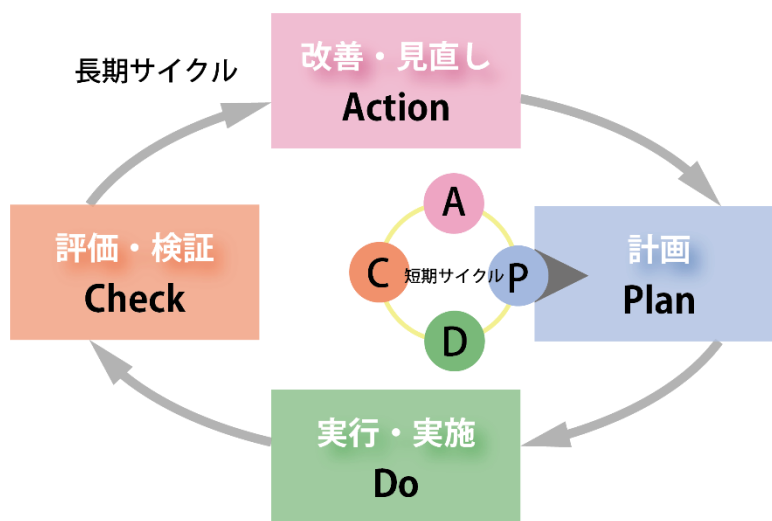 長期サイクル
改善・見直し
Action
計画
Plan
実行・実施
Do
評価・検証
Check
A
C
短期サイクル
P
D